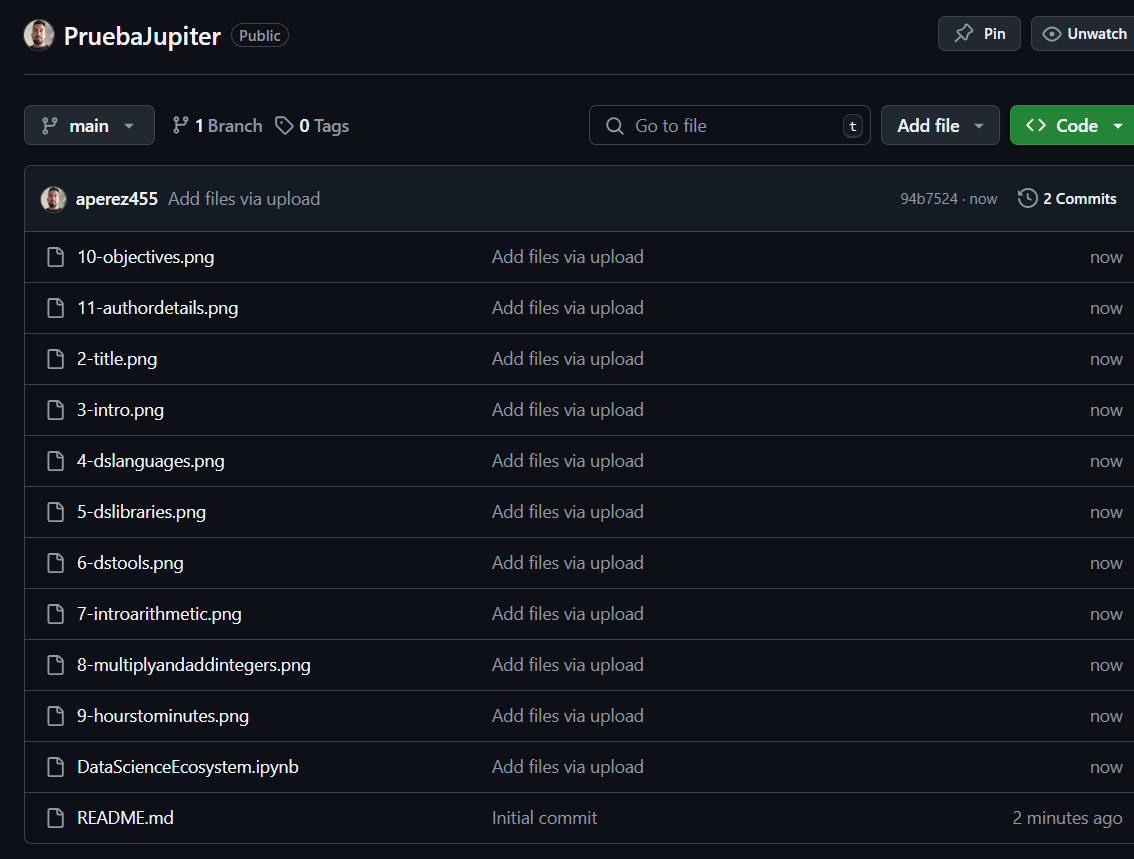 PruebaJupiter Public Pin Unwatch
main 1 Branch 0 Tags Go to file t Add file Code
aperez455 Add files via upload 94b7524 · now 2 Commits
10-objectives.png Add files via upload now
11-authordetails.png Add files via upload now
2-title.png Add files via upload now
3-intro.png Add files via upload now
4-dslanguages.png Add files via upload now
5-dslibraries.png Add files via upload now
6-dstools.png Add files via upload now
7-introarithmetic.png Add files via upload now
8-multiplyandaddintegers.png Add files via upload now
9-hourstominutes.png Add files via upload now
DataScienceEcosystem.ipynb Add files via upload now
README.md Initial commit 2 minutes ago